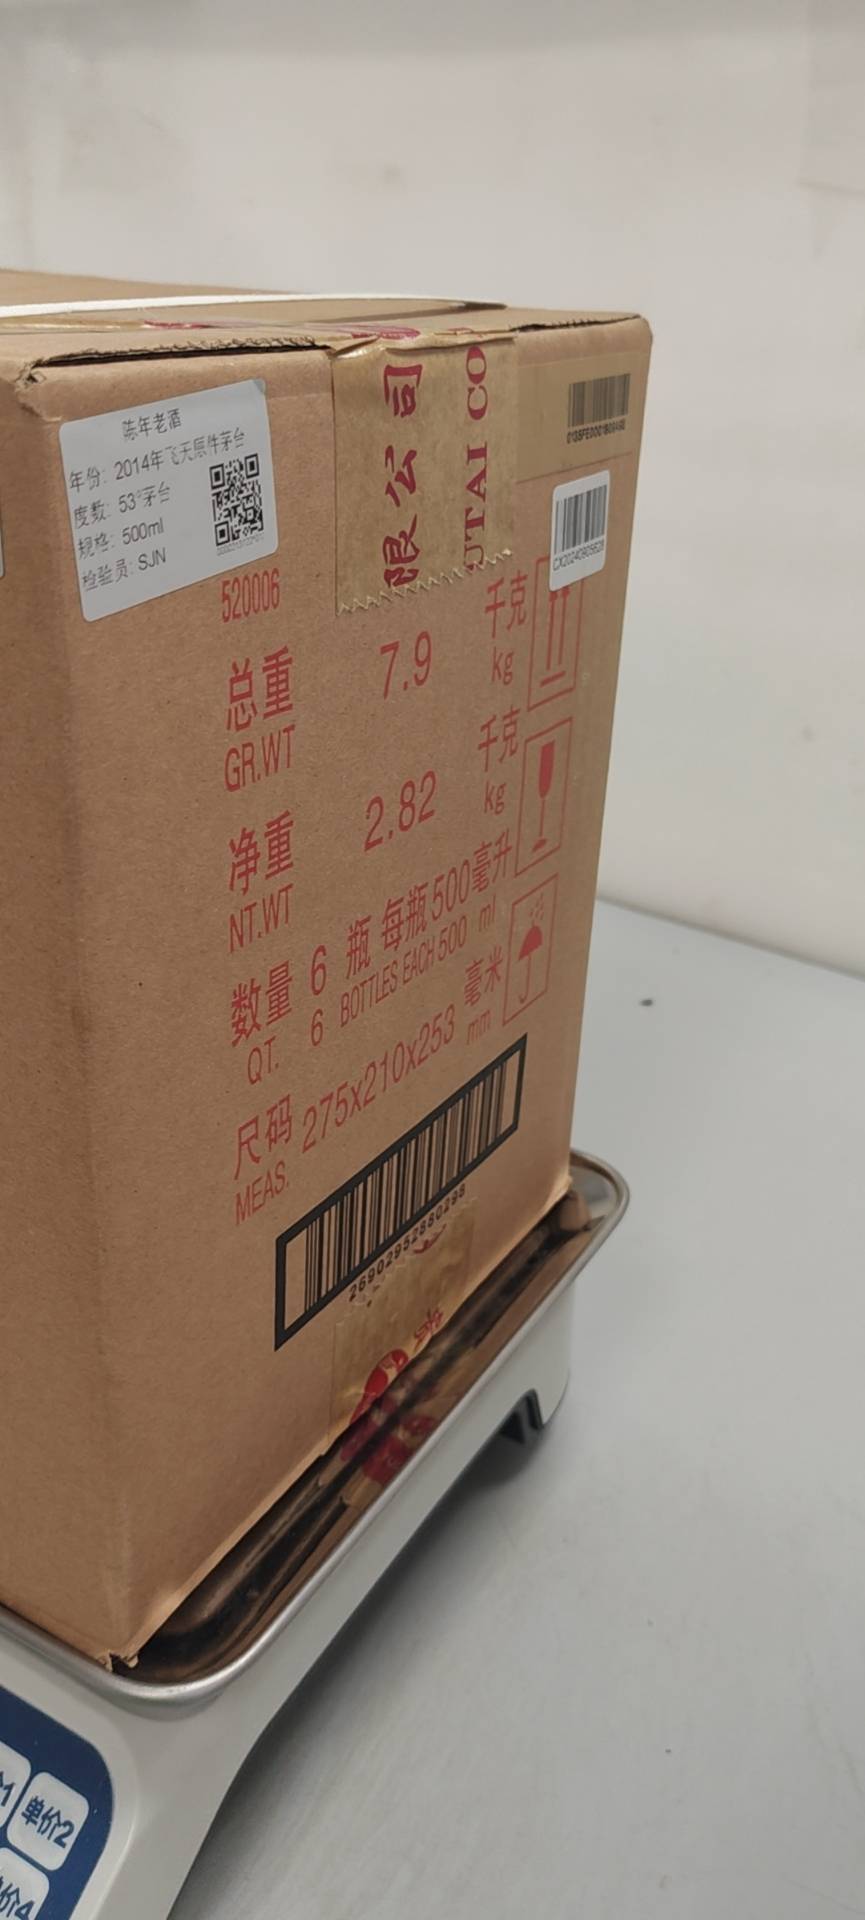 陈年老酒
年份: 2014年飞天原件茅台
度数: 53°茅台
规格: 500ml
检验员: SJN
限公司
UTAI CO
CX20240905628
520006
总重 7.9 千克
GR.WT kg
净重 2.82 千克
NT.WT kg
数量 6 瓶 每瓶500毫升
QT. 6 BOTTLES EACH 500 ml
尺码 275x210x253 毫米
MEAS. mm
26902952880298
单价2